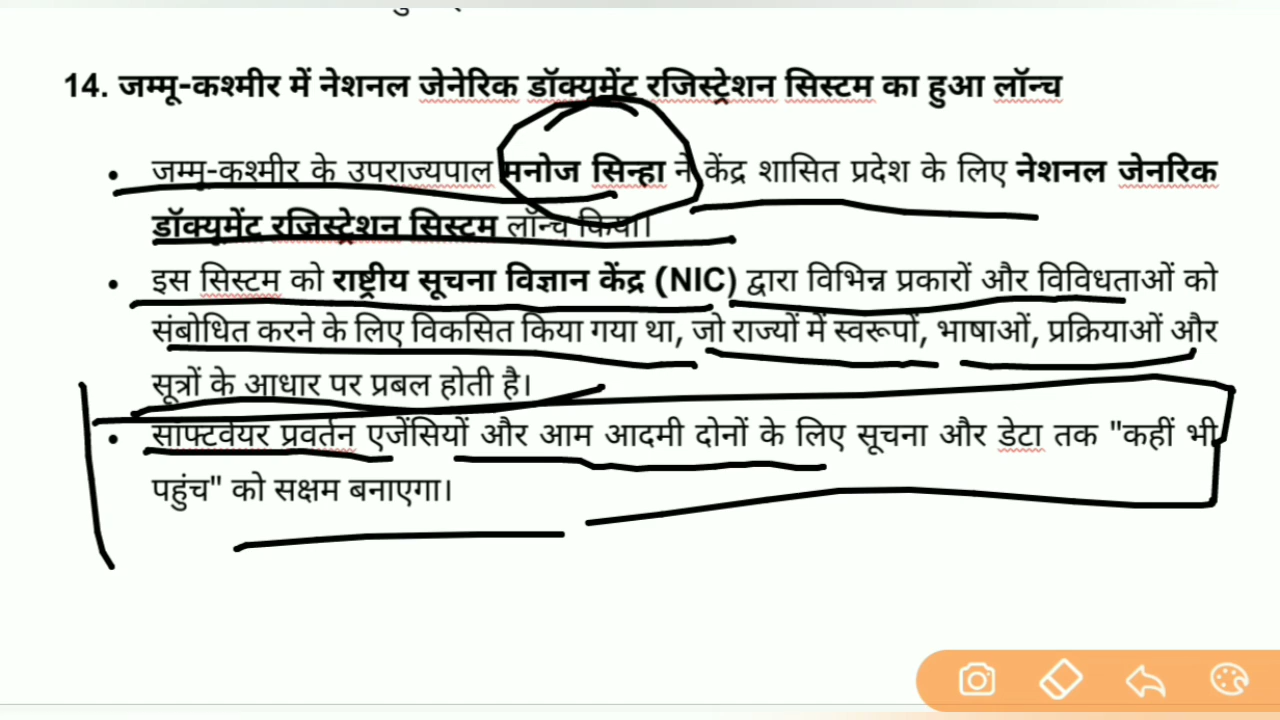 14. जम्मू-कश्मीर में नेशनल जेनेरिक डॉक्यूमेंट रजिस्ट्रेशन सिस्टम का हुआ लॉन्च
• जम्मू-कश्मीर के उपराज्यपाल मनोज सिन्हा ने केंद्र शासित प्रदेश के लिए नेशनल जेनरिक
डॉक्यूमेंट रजिस्ट्रेशन सिस्टम लॉन्च किया।
• इस सिस्टम को राष्ट्रीय सूचना विज्ञान केंद्र (NIC) द्वारा विभिन्न प्रकारों और विविधताओं को
संबोधित करने के लिए विकसित किया गया था, जो राज्यों में स्वरूपों, भाषाओं, प्रक्रियाओं और
सूत्रों के आधार पर प्रबल होती है।
• साफ्टवेयर प्रवर्तन एजेंसियों और आम आदमी दोनों के लिए सूचना और डेटा तक "कहीं भी
पहुंच" को सक्षम बनाएगा।